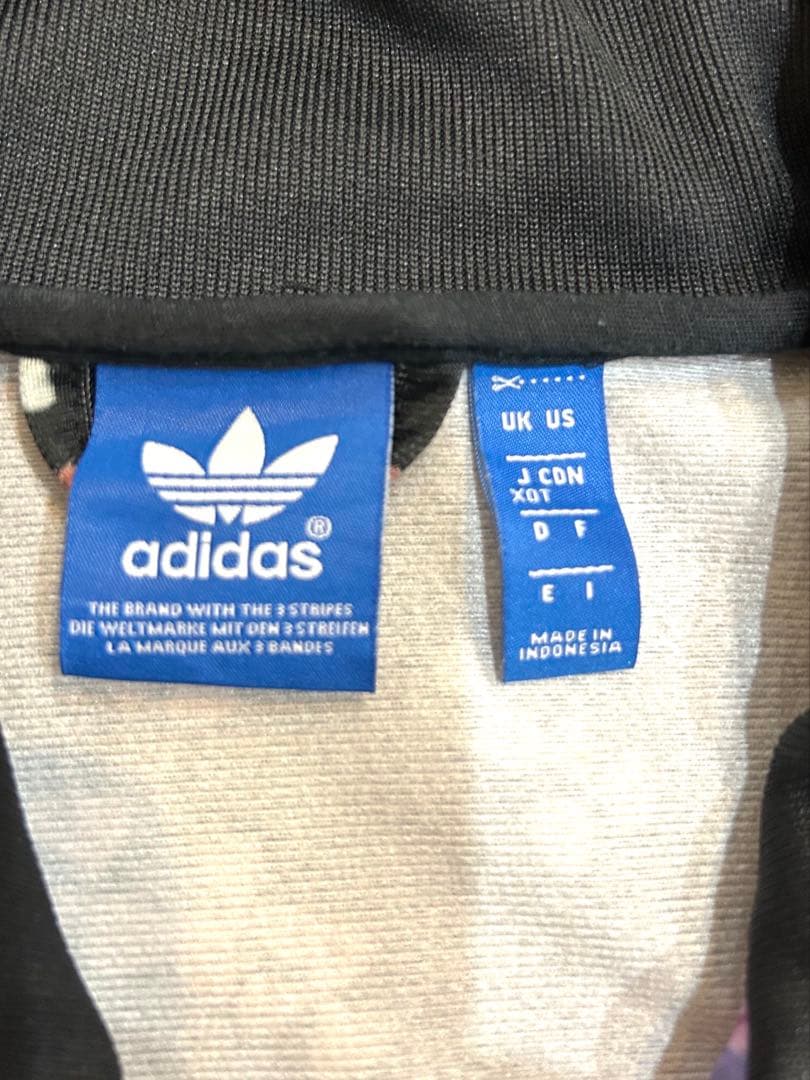 adidas®
THE BRAND WITH THE 3 STRIPES
DIE WELTMARKE MIT DEN 3 STREIFEN
LA MARQUE AUX 3 BANDES
UK US
J CDN
XOT
D F
E I
MADE IN
INDONESIA